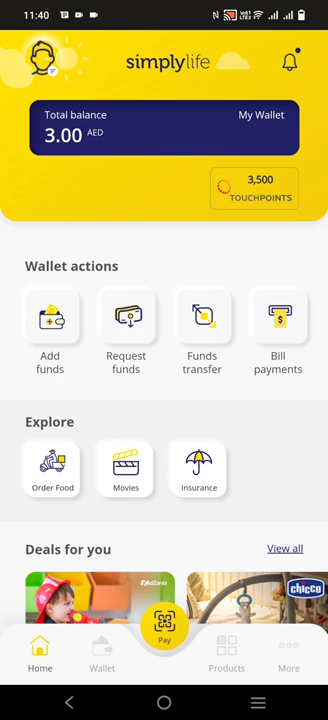 11:40
VoLTE LTE2
simplylife
Total balance
My Wallet
3.00 AED
3,500
TOUCHPOINTS
Wallet actions
Add funds
Request funds
Funds transfer
Bill payments
Explore
Order Food
Movies
Insurance
Deals for you
View all
KidZania
chicco
Pay
Home
Wallet
Products
More